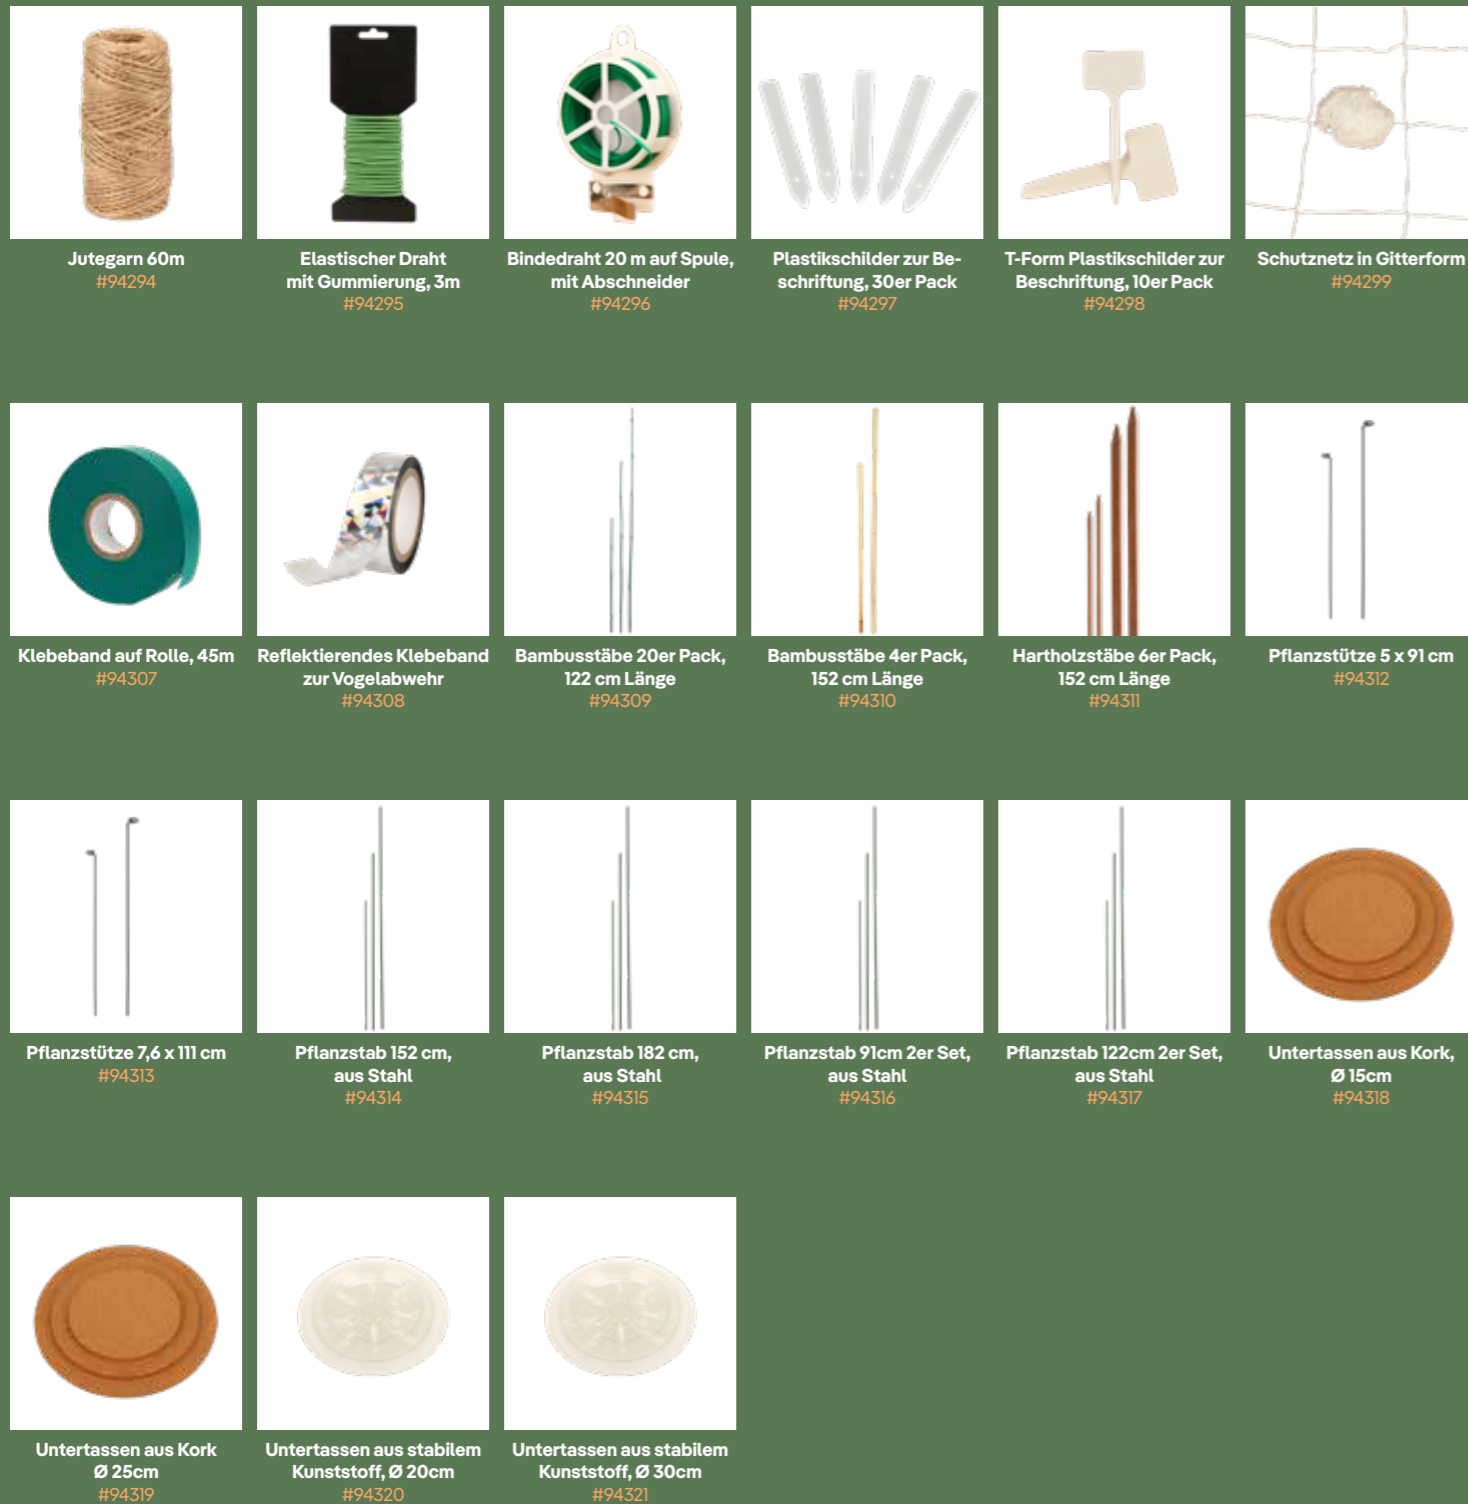 Jutegarn 60m
#94294
Elastischer Draht
mit Gummierung, 3m
#94295
Bindedraht 20 m auf Spule,
mit Abschneider
#94296
Plastikschilder zur Be-
schriftung, 30er Pack
#94297
T-Form Plastikschilder zur
Beschriftung, 10er Pack
#94298
Schutznetz in Gitterform
#94299
Klebeband auf Rolle, 45m
#94307
Reflektierendes Klebeband
zur Vogelabwehr
#94308
Bambusstäbe 20er Pack,
122 cm Länge
#94309
Bambusstäbe 4er Pack,
152 cm Länge
#94310
Hartholzstäbe 6er Pack,
152 cm Länge
#94311
Pflanzstütze 5 x 91 cm
#94312
Pflanzstütze 7,6 x 111 cm
#94313
Pflanzstab 152 cm,
aus Stahl
#94314
Pflanzstab 182 cm,
aus Stahl
#94315
Pflanzstab 91cm 2er Set,
aus Stahl
#94316
Pflanzstab 122cm 2er Set,
aus Stahl
#94317
Untertassen aus Kork,
Ø 15cm
#94318
Untertassen aus Kork
Ø 25cm
#94319
Untertassen aus stabilem
Kunststoff, Ø 20cm
#94320
Untertassen aus stabilem
Kunststoff, Ø 30cm
#94321